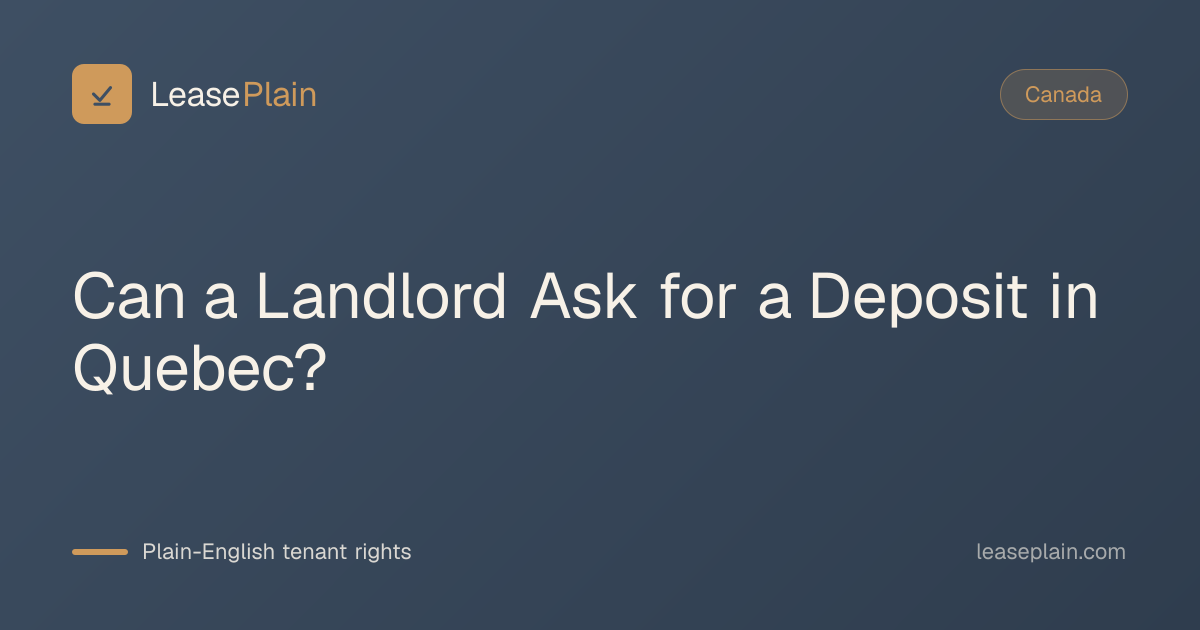 LeasePlain
Canada
Can a Landlord Ask for a Deposit in
Quebec?
Plain-English tenant rights
leaseplain.com